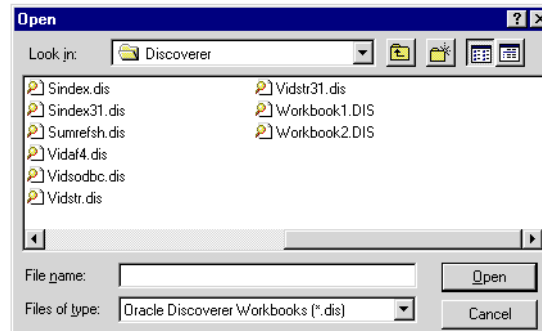 Open
Look in: Discoverer
Sindex.dis
Sindex31.dis
Sumrefsh.dis
Vidaf4.dis
Vidsodbc.dis
Vidstr.dis
Vidstr31.dis
Workbook1.DIS
Workbook2.DIS
File name:
Open
Files of type: Oracle Discoverer Workbooks (*.dis)
Cancel